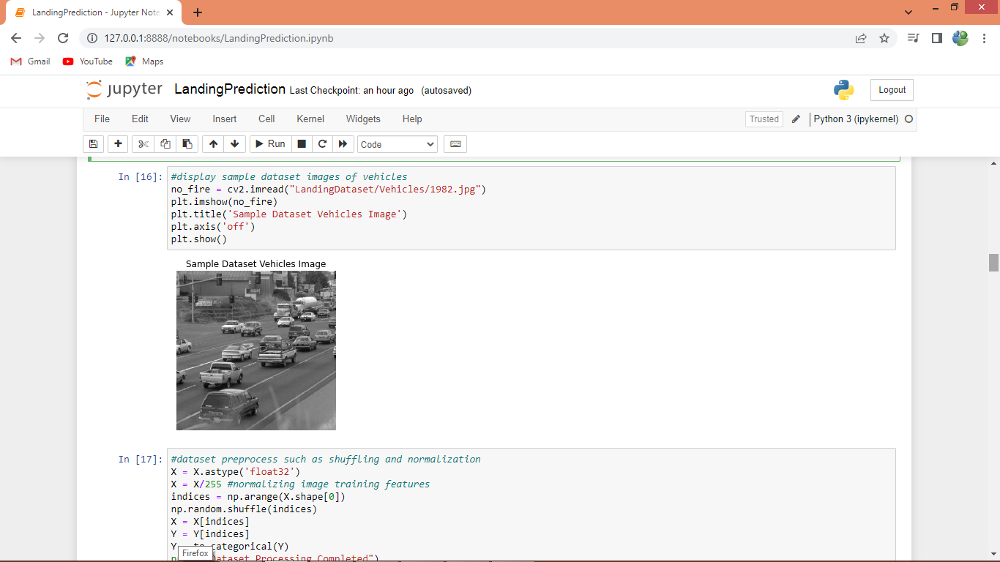 LandingPrediction - Jupyter Note
127.0.0.1:8888/notebooks/LandingPrediction.ipynb
Gmail YouTube Maps
jupyter LandingPrediction Last Checkpoint: an hour ago (autosaved) Logout
File Edit View Insert Cell Kernel Widgets Help Trusted Python 3 (ipykernel)
Run Code
In [16]: #display sample dataset images of vehicles
no_fire = cv2.imread("LandingDataset/Vehicles/1982.jpg")
plt.imshow(no_fire)
plt.title('Sample Dataset Vehicles Image')
plt.axis('off')
plt.show()
Sample Dataset Vehicles Image
In [17]: #dataset preprocess such as shuffling and normalization
X = X.astype('float32')
X = X/255 #normalizing image training features
indices = np.arange(X.shape[0])
np.random.shuffle(indices)
X = X[indices]
Y = Y[indices]
Y categorical(Y)
Firefox
Dataset Processing Completed")